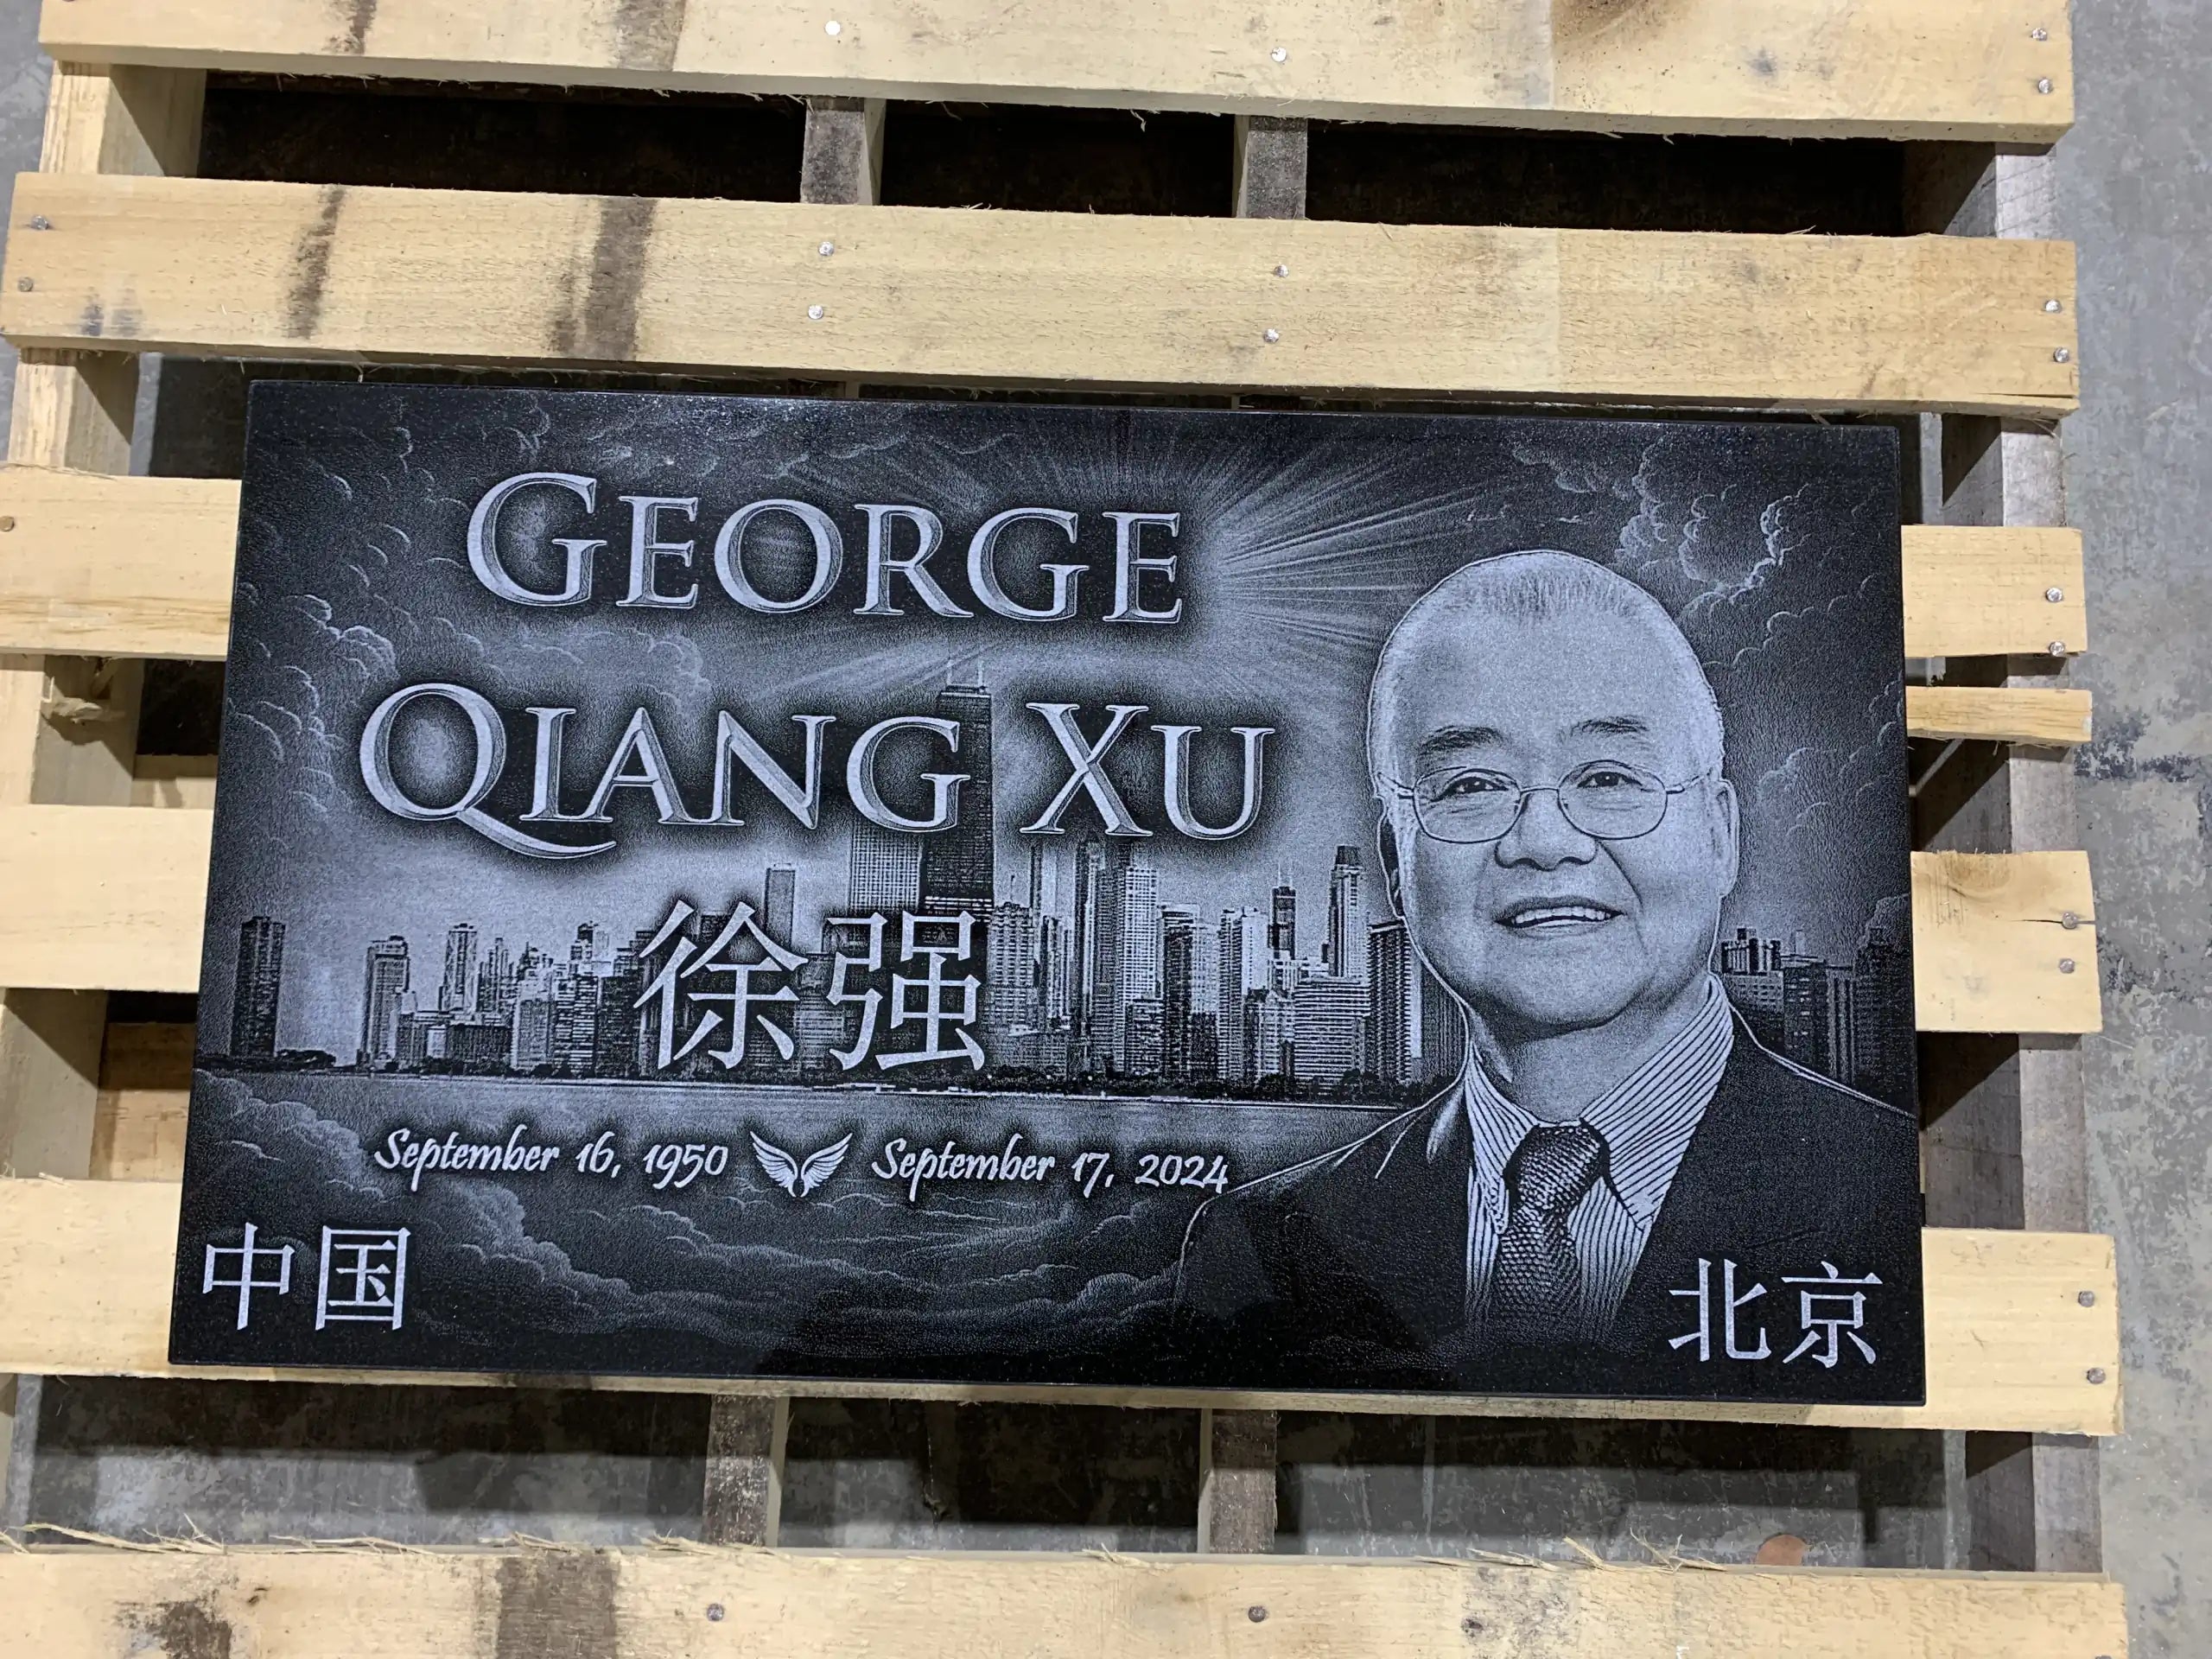 GEORGE
QIANG XU
徐强
September 16, 1950 September 17, 2024
中国 北京